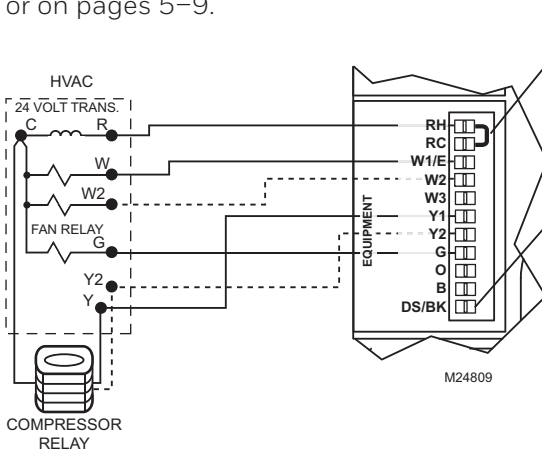 or on pages 5–9.
HVAC
24 VOLT TRANS.
C
R
W
W2
FAN RELAY
G
Y2
Y
COMPRESSOR
RELAY
EQUIPMENT
RH
RC
W1/E
W2
W3
Y1
Y2
G
O
B
DS/BK
M24809